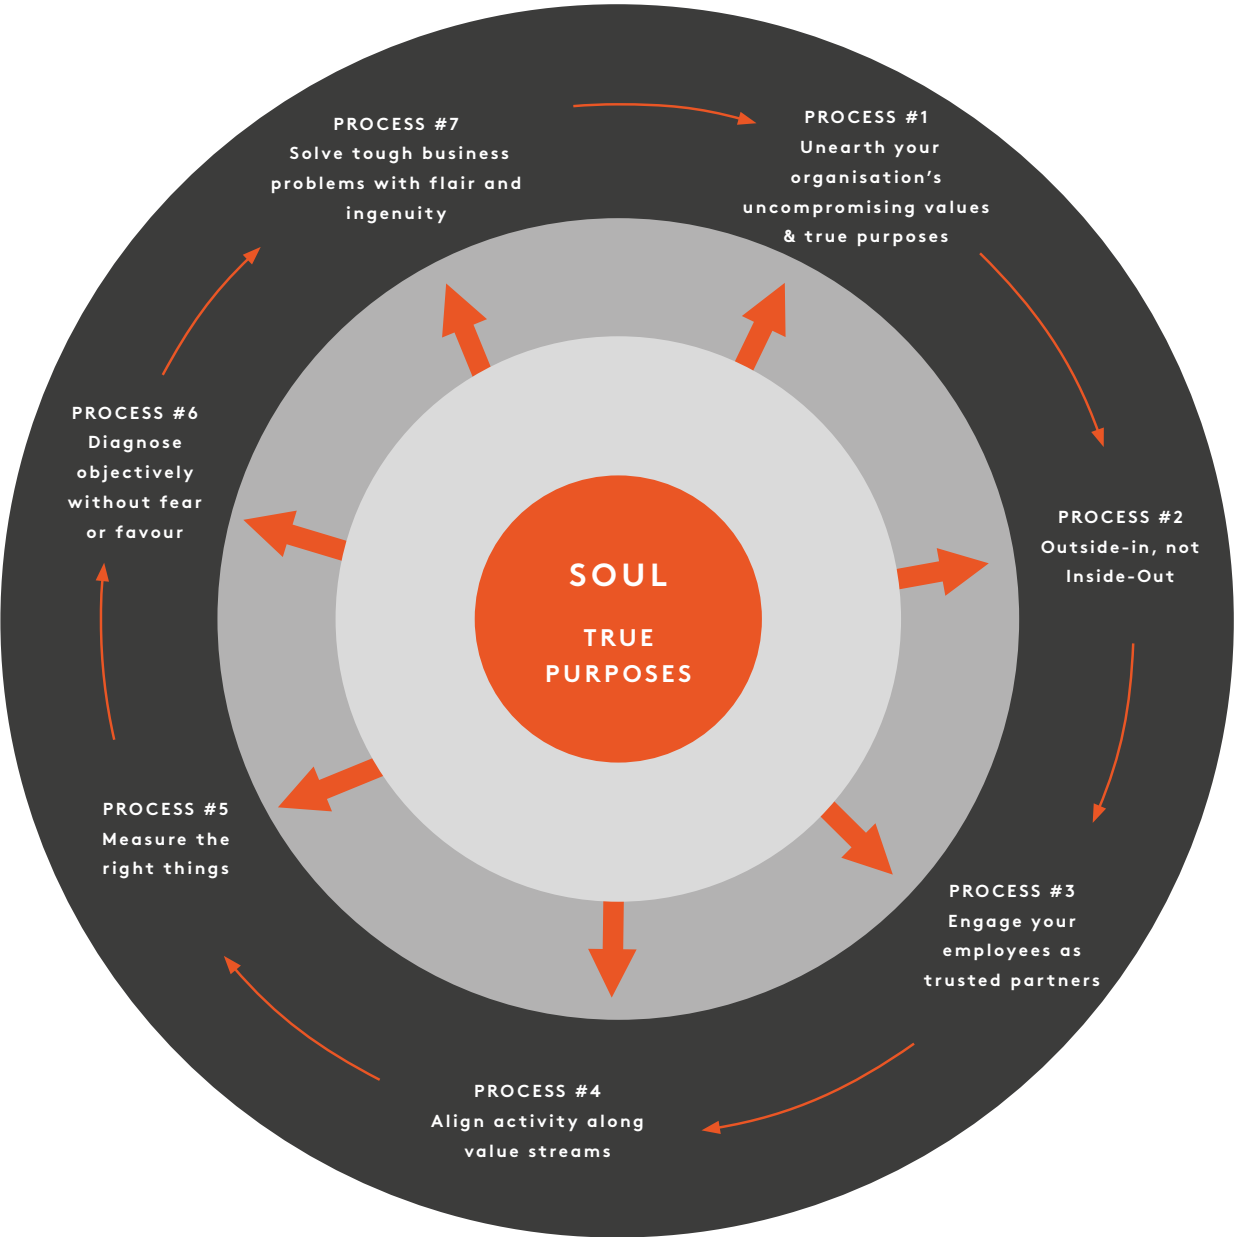 PROCESS #1
Unearth your
organisation’s
uncompromising values
& true purposes
PROCESS #2
Outside-in, not
Inside-Out
PROCESS #3
Engage your
employees as
trusted partners
PROCESS #4
Align activity along
value streams
PROCESS #5
Measure the
right things
PROCESS #6
Diagnose
objectively
without fear
or favour
PROCESS #7
Solve tough business
problems with flair and
ingenuity
SOUL
TRUE
PURPOSES